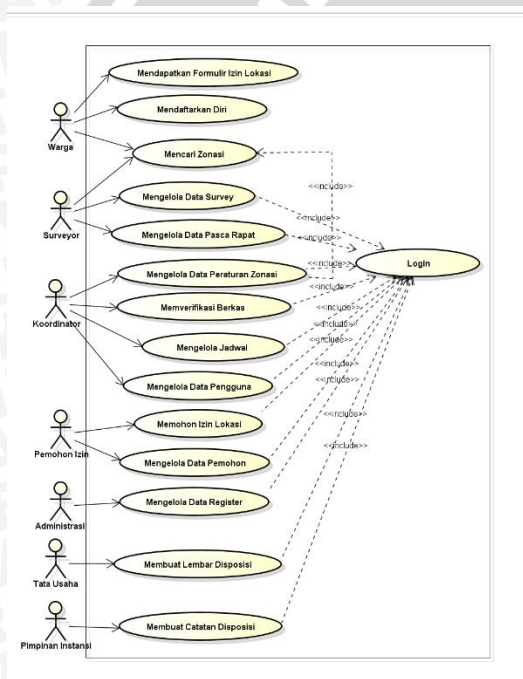 Mendapatkan Formulir Izin Lokasi
Mendaftarkan Diri
Warga
Mencari Zonasi
<<include>>
Mengelola Data Survey
<<include>>
Surveyor
Mengelola Data Pasca Rapat
<<include>>
Login
<<include>>
Mengelola Data Peraturan Zonasi
<<include>>
Koordinator
Memverifikasi Berkas
<<include>>
<<include>>
Mengelola Jadwal
<<include>>
<<include>>
Mengelola Data Pengguna
<<include>>
Memohon Izin Lokasi
<<include>>
Pemohon Izin
Mengelola Data Pemohon
Mengelola Data Register
Administrasi
Membuat Lembar Disposisi
Tata Usaha
Membuat Catatan Disposisi
Pimpinan Instansi